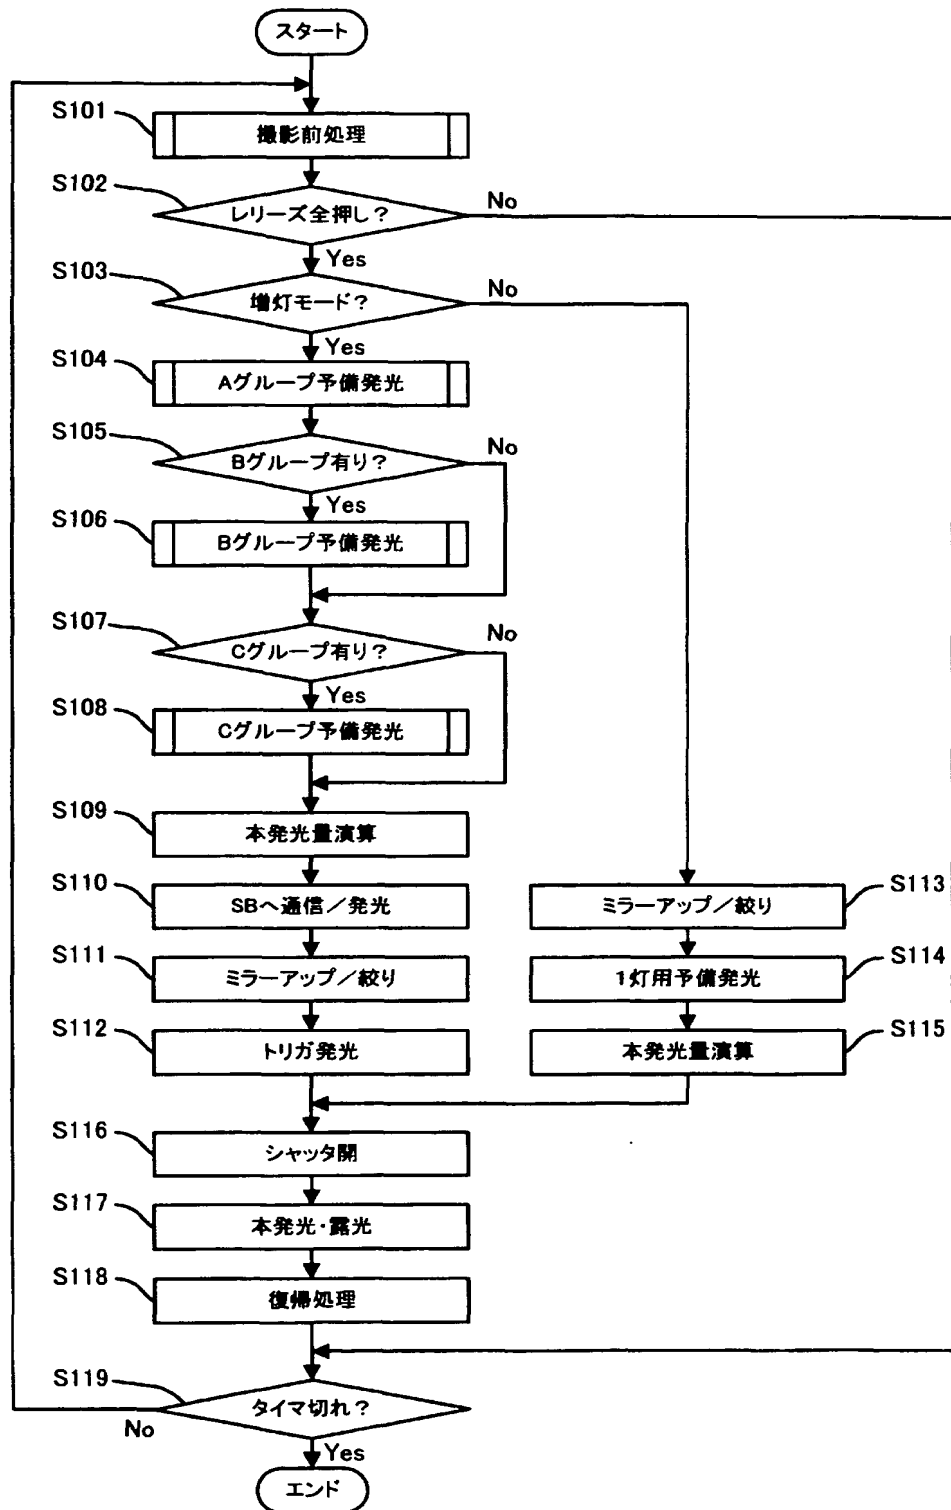 スタート
S101
撮影前処理
S102
レリーズ全押し?
No
Yes
S103
増灯モード?
No
Yes
S104
Aグループ予備発光
S105
Bグループ有り?
No
Yes
S106
Bグループ予備発光
S107
Cグループ有り?
No
Yes
S108
Cグループ予備発光
S109
本発光量演算
S110
SBへ通信/発光
S111
ミラーアップ/絞り
S112
トリガ発光
S113
ミラーアップ/絞り
S114
1灯用予備発光
S115
本発光量演算
S116
シャッタ開
S117
本発光・露光
S118
復帰処理
S119
タイマ切れ?
No
Yes
エンド